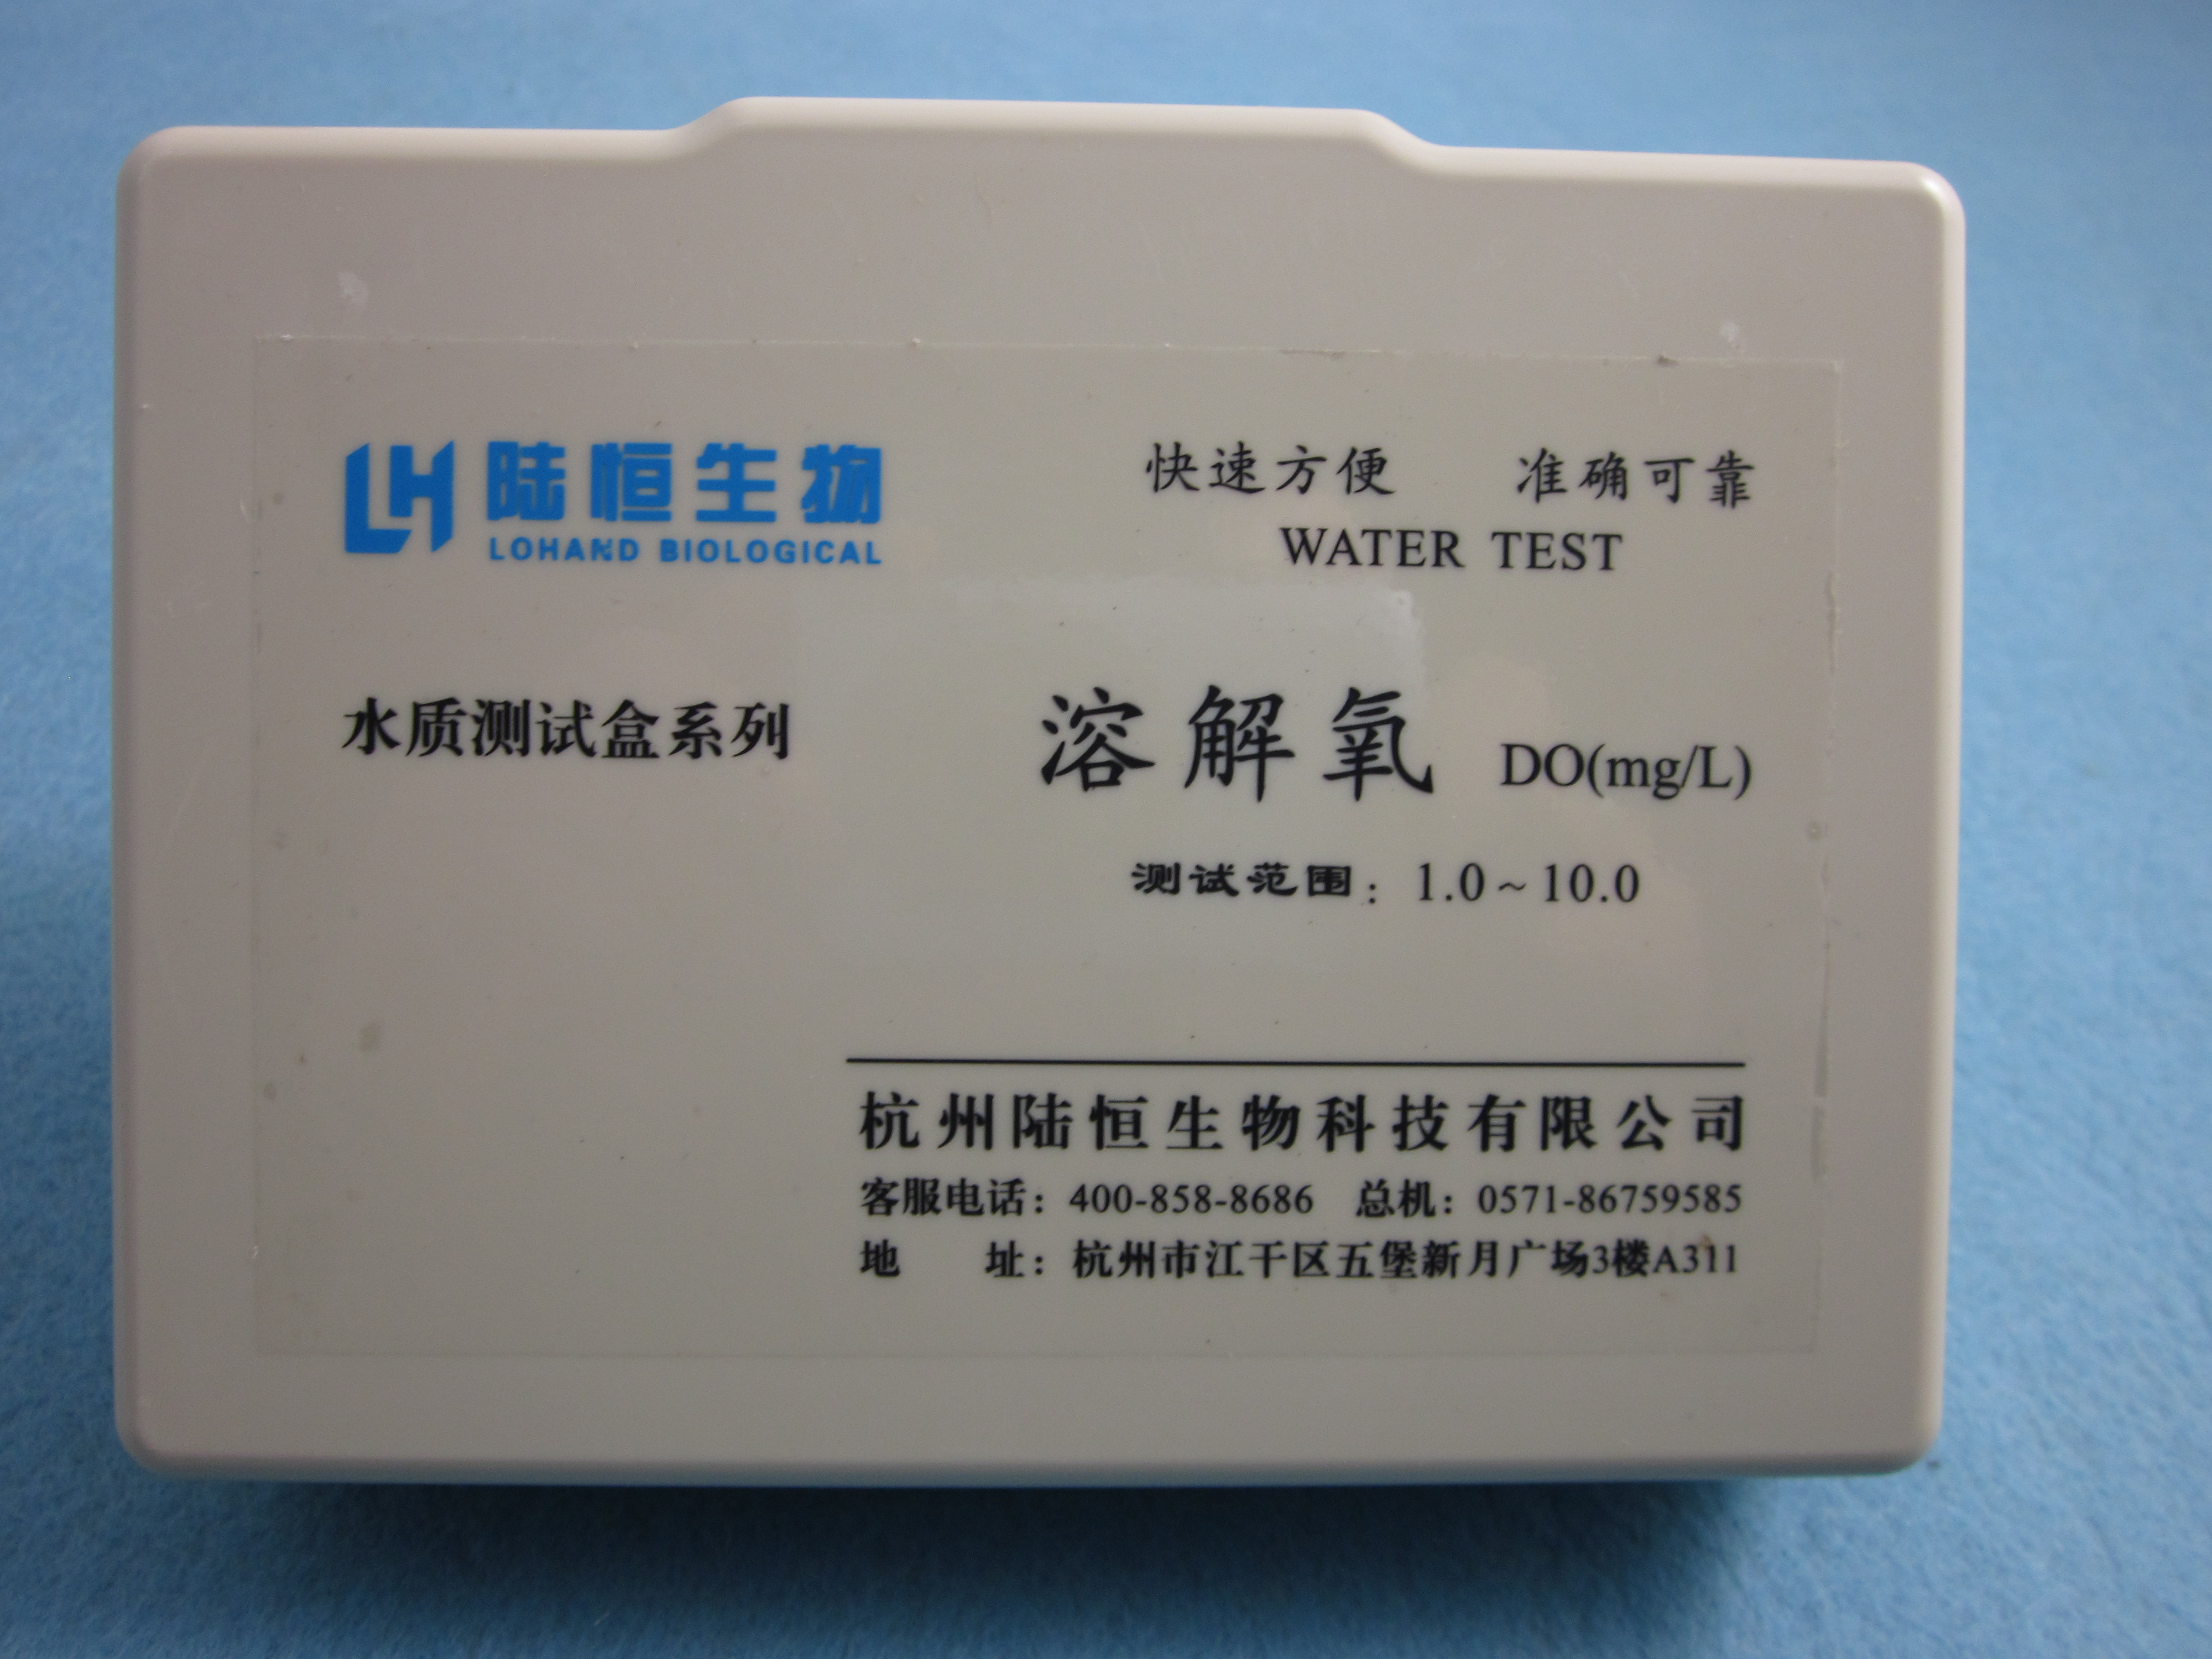 LH 陆恒生物
LOHAND BIOLOGICAL
快速方便 准确可靠
WATER TEST
水质测试盒系列
溶解氧 DO(mg/L)
测试范围：1.0~10.0
杭州陆恒生物科技有限公司
客服电话：400-858-8686 总机：0571-86759585
地 址：杭州市江干区五堡新月广场3楼A311